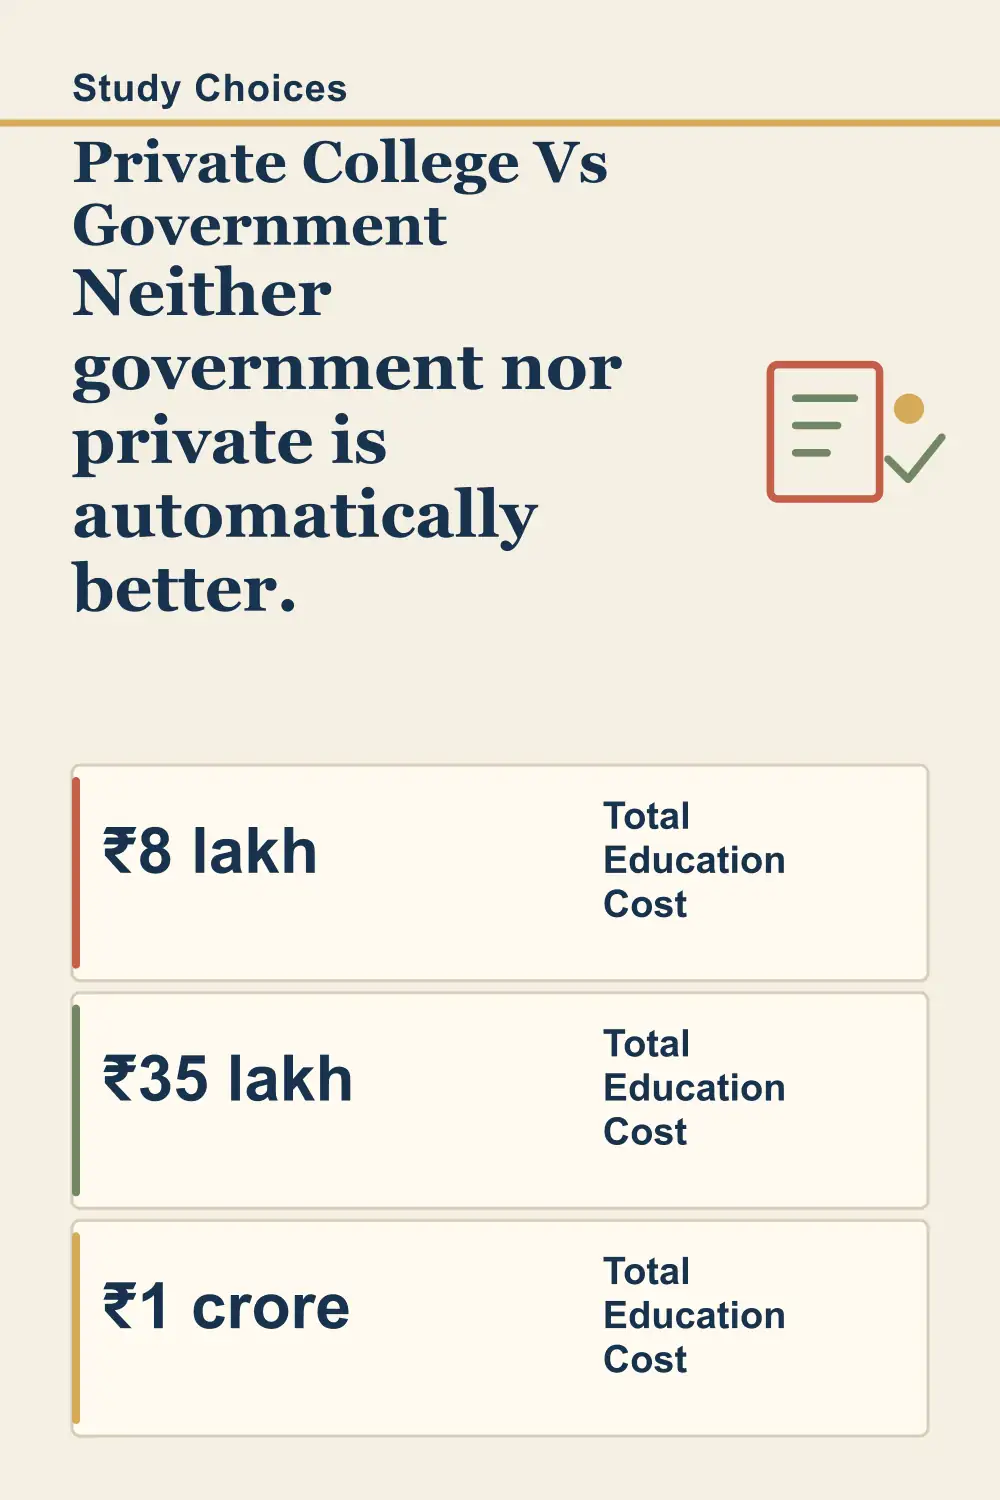 Study Choices
Private College Vs
Government
Neither
government nor
private is
automatically
better.
₹8 lakh
Total
Education
Cost
₹35 lakh
Total
Education
Cost
₹1 crore
Total
Education
Cost